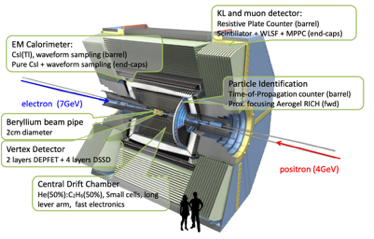 KL and muon detector:
Resistive Plate Counter (barrel)
Scintillator + WLSF + MPPC (end-caps)
EM Calorimeter:
CsI(Tl), waveform sampling (barrel)
Pure CsI + waveform sampling (end-caps)
Particle Identification
Time-of-Propagation counter (barrel)
Prox. focusing Aerogel RICH (fwd)
electron (7GeV)
Beryllium beam pipe
2cm diameter
positron (4GeV)
Vertex Detector
2 layers DEPFET + 4 layers DSSD
Central Drift Chamber
He(50%):C2H6(50%), Small cells, long
lever arm, fast electronics